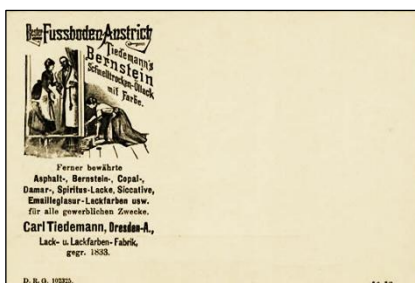 Bester
Fussboden-Anstrich
Tiedemann's
Bernstein
Schnelltrocken-Öllack
mit Farbe.
Ferner bewährte
Asphalt-, Bernstein-, Copal-,
Damar-, Spiritus-Lacke, Siccative,
Emailleglasur-Lackfarben usw.
für alle gewerblichen Zwecke.
Carl Tiedemann, Dresden-A.,
Lack- u. Lackfarben-Fabrik,
gegr. 1833.
D. R. G. 102325.